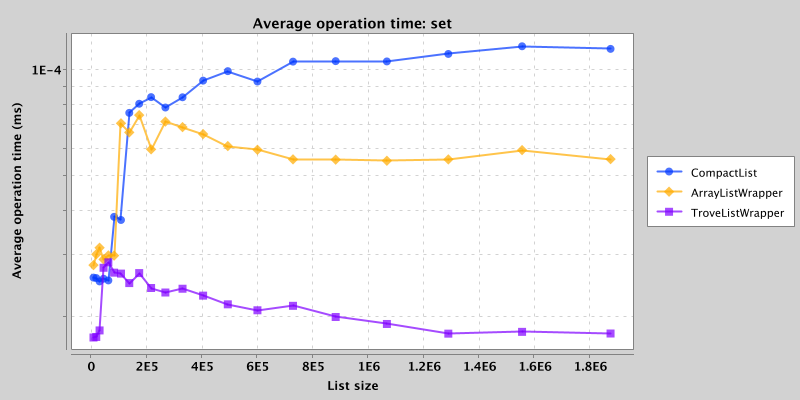 Average operation time: set
Average operation time (ms)
1E-4
0 2E5 4E5 6E5 8E5 1E6 1.2E6 1.4E6 1.6E6 1.8E6
List size
CompactList
ArrayListWrapper
TroveListWrapper